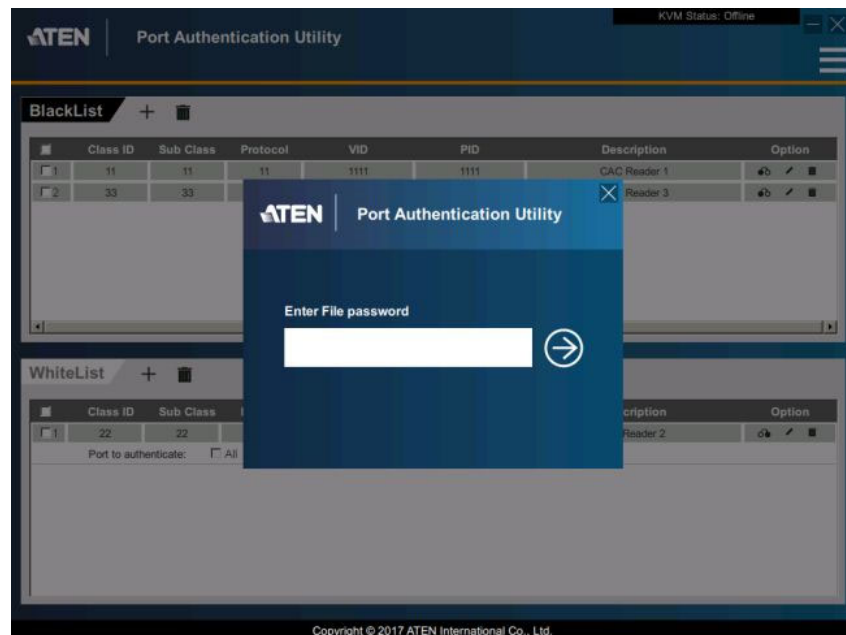 KVM Status: Offline
ATEN Port Authentication Utility
BlackList
Class ID Sub Class Protocol VID PID Description Option
1 11 11 11 1111 1111 CAC Reader 1
2 33 33 Reader 3
ATEN Port Authentication Utility
Enter File password
WhiteList
Class ID Sub Class Option
1 22 22 Reader 2
Port to authenticate: All
Copyright © 2017 ATEN International Co., Ltd.